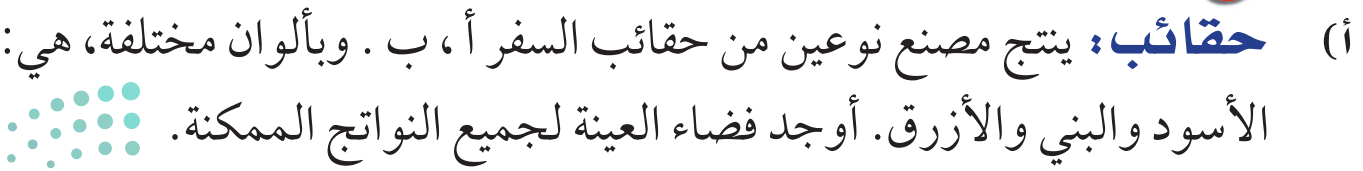 أ) حقائب: ينتج مصنع نوعين من حقائب السفر أ، ب . وبألوان مختلفة، هي:
الأسود والبني والأزرق. أوجد فضاء العينة لجميع النواتج الممكنة.